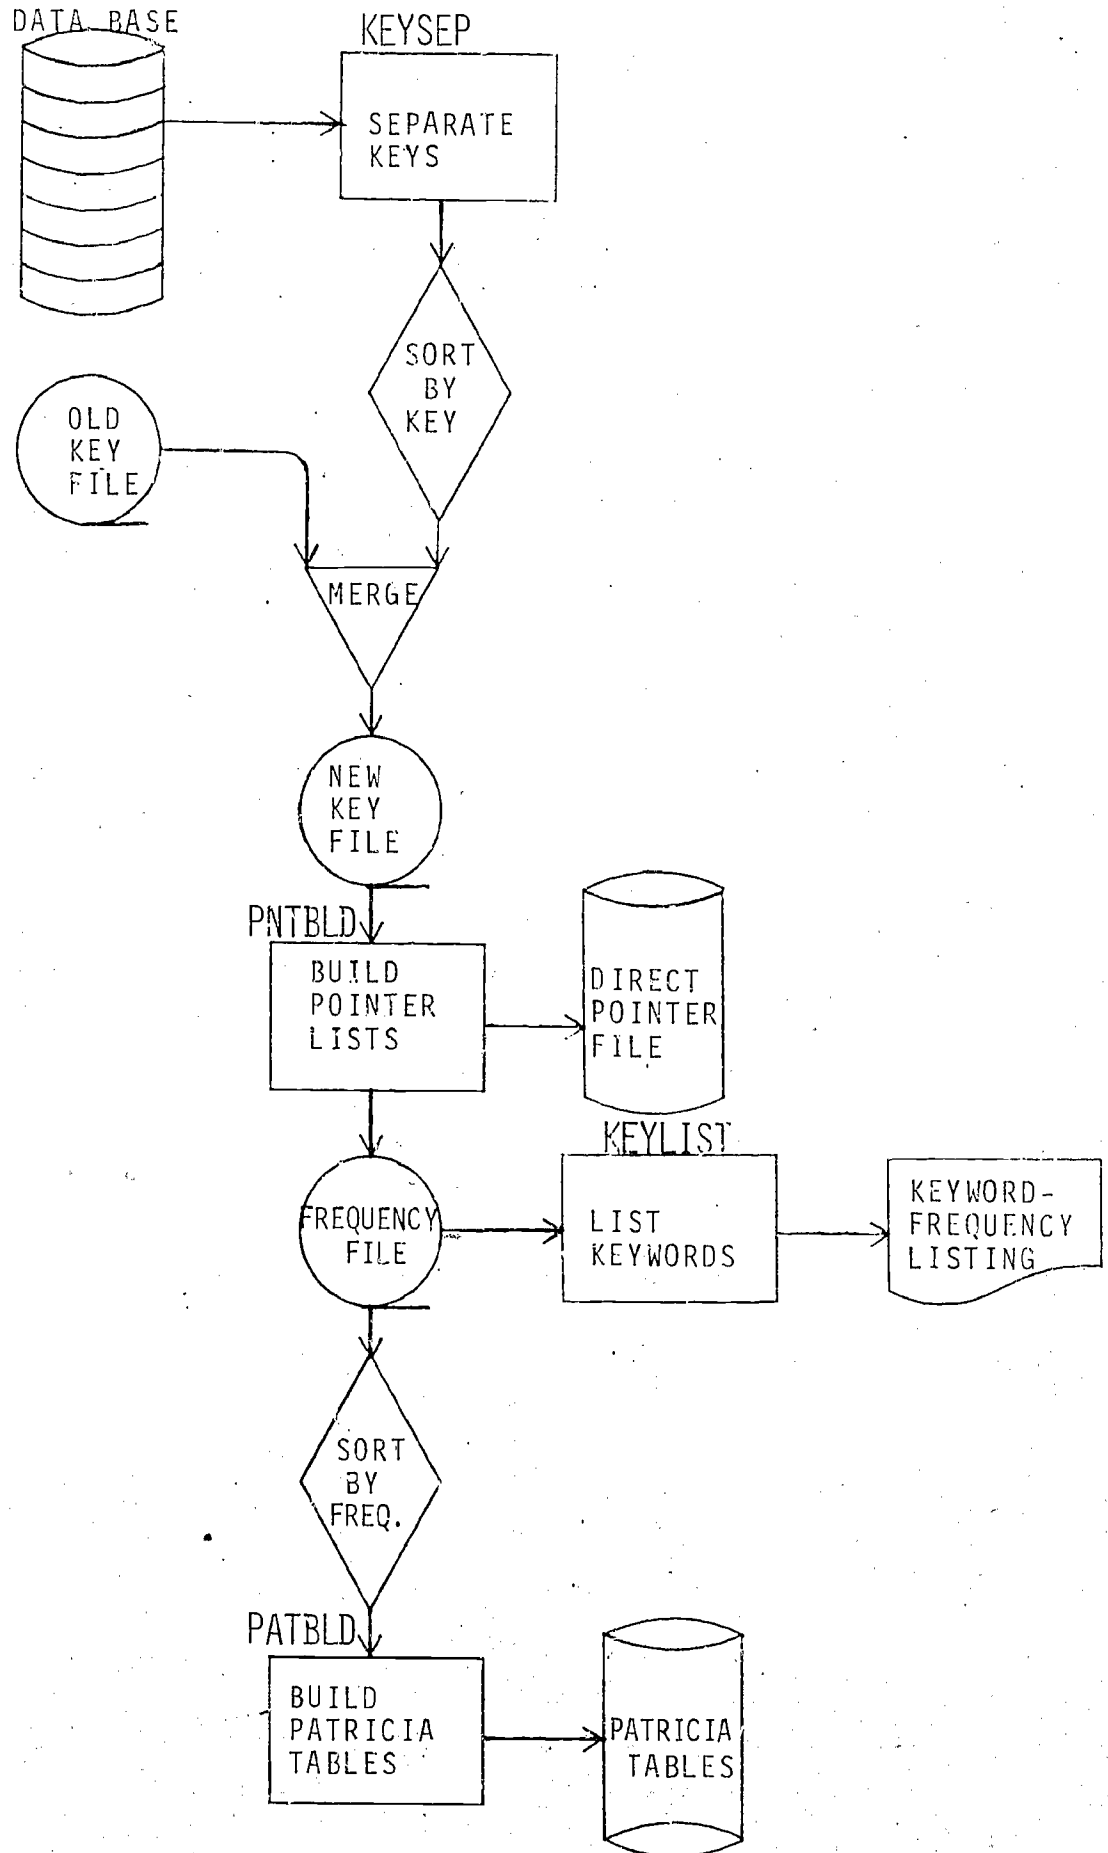 DATA BASE
KEYSEP
SEPARATE
KEYS
SORT
BY
KEY
OLD
KEY
FILE
MERGE
NEW
KEY
FILE
PNTBLD
BUILD
POINTER
LISTS
DIRECT
POINTER
FILE
KEYLIST
FREQUENCY
FILE
LIST
KEYWORDS
KEYWORD-
FREQUENCY
LISTING
SORT
BY
FREQ.
PATBLD
BUILD
PATRICIA
TABLES
PATRICIA
TABLES